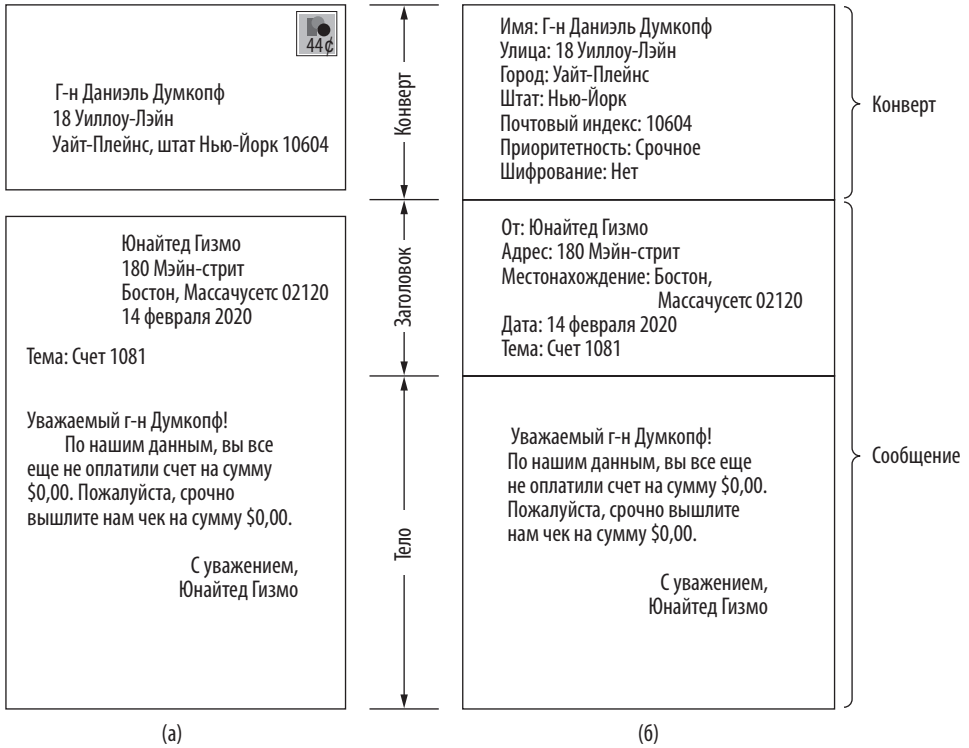 44¢
Г-н Даниэль Думкопф
18 Уиллоу-Лэйн
Уайт-Плейнс, штат Нью-Йорк 10604
Юнайтед Гизмо
180 Мэйн-стрит
Бостон, Массачусетс 02120
14 февраля 2020
Тема: Счет 1081
Уважаемый г-н Думкопф!
По нашим данным, вы все
еще не оплатили счет на сумму
$0,00. Пожалуйста, срочно
вышлите нам чек на сумму $0,00.
С уважением,
Юнайтед Гизмо
(а)
Конверт
Заголовок
Тело
Имя: Г-н Даниэль Думкопф
Улица: 18 Уиллоу-Лэйн
Город: Уайт-Плейнс
Штат: Нью-Йорк
Почтовый индекс: 10604
Приоритетность: Срочное
Шифрование: Нет
От: Юнайтед Гизмо
Адрес: 180 Мэйн-стрит
Местонахождение: Бостон,
Массачусетс 02120
Дата: 14 февраля 2020
Тема: Счет 1081
Уважаемый г-н Думкопф!
По нашим данным, вы все еще
не оплатили счет на сумму $0,00.
Пожалуйста, срочно вышлите
нам чек на сумму $0,00.
С уважением,
Юнайтед Гизмо
(б)
Конверт
Сообщение